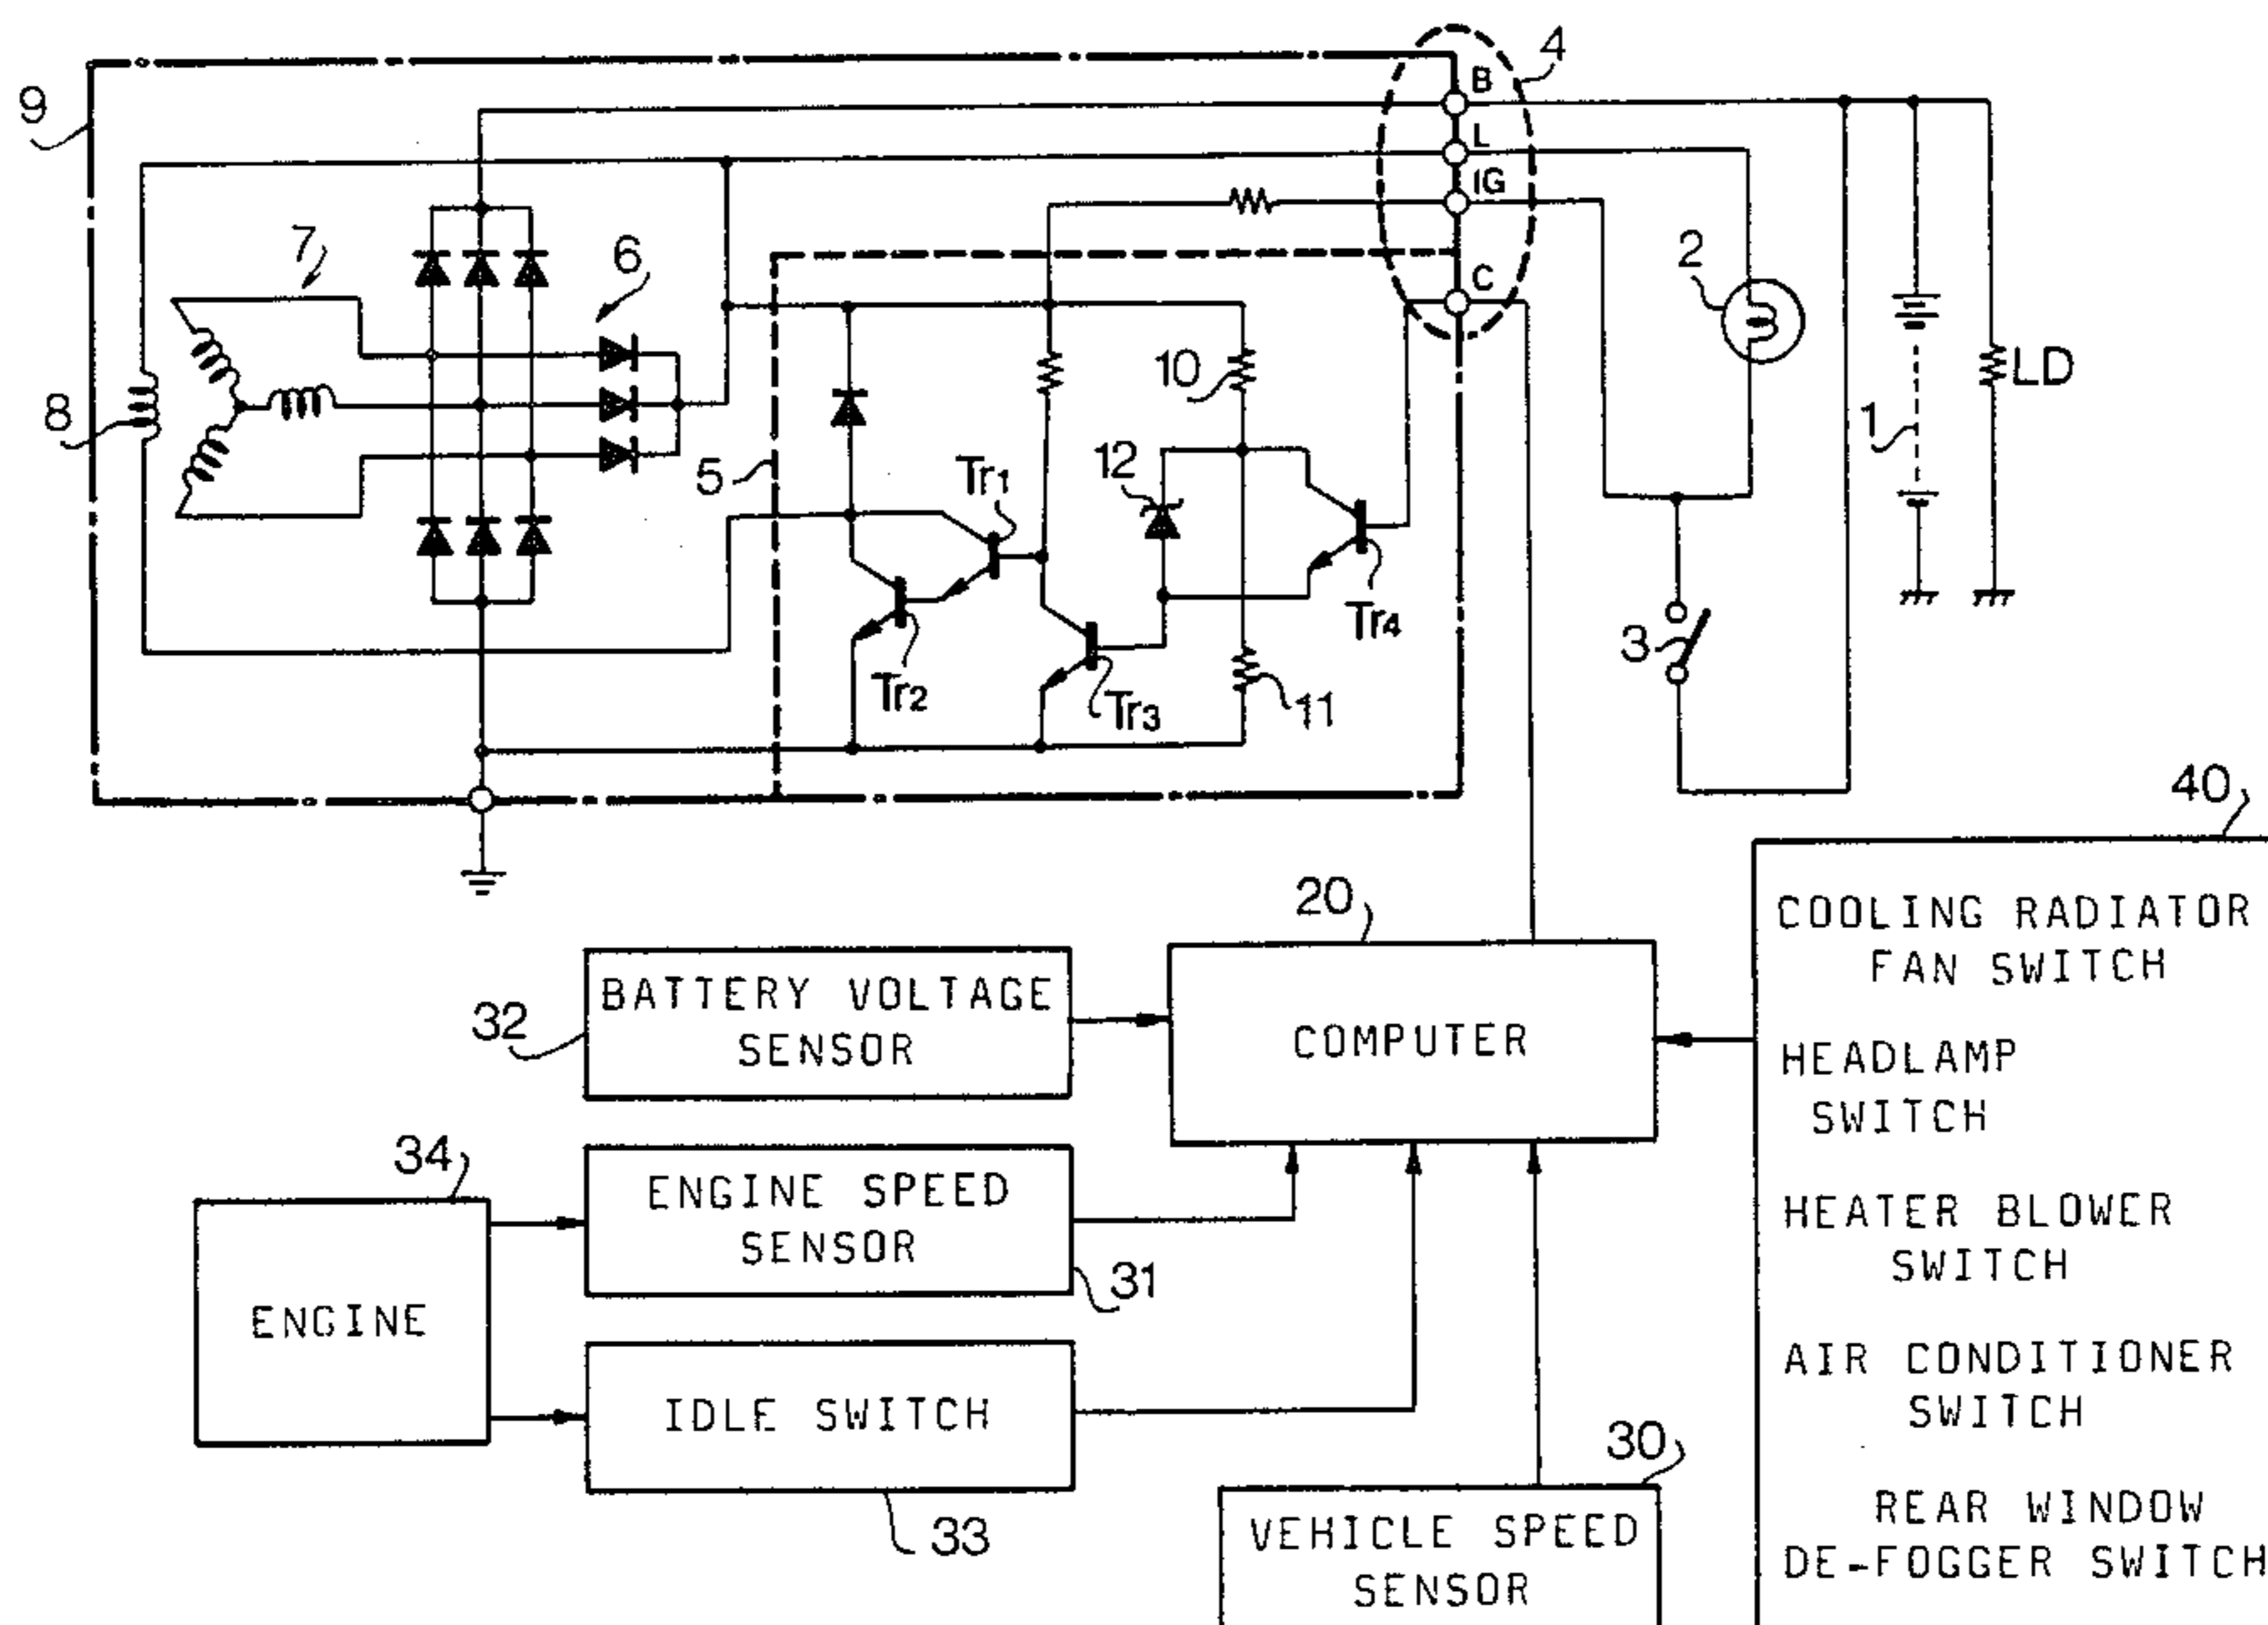 4
B
9
L
IG
7
6
2
C
10
LD
8
1
12
5
Tr1
3
Tr4
Tr2
Tr3
11
40
20
COOLING RADIATOR
FAN SWITCH
32
BATTERY VOLTAGE
SENSOR
COMPUTER
HEADLAMP
SWITCH
34
ENGINE SPEED
SENSOR
31
HEATER BLOWER
SWITCH
ENGINE
IDLE SWITCH
33
AIR CONDITIONER
SWITCH
30
REAR WINDOW
DE-FOGGER SWITCH
VEHICLE SPEED
SENSOR